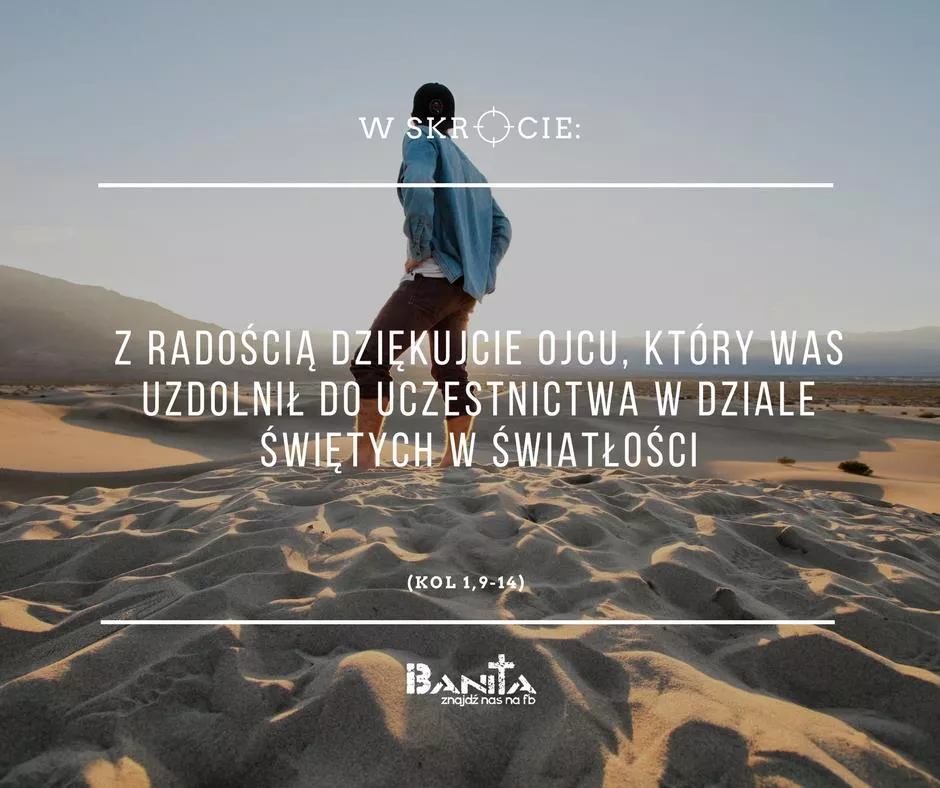 W SKRÓCIE:
Z RADOŚCIĄ DZIĘKUJCIE OJCU, KTÓRY WAS
UZDOLNIŁ DO UCZESTNICTWA W DZIALE
ŚWIĘTYCH W ŚWIATŁOŚCI
(KOL 1,9-14)
BANITA
znajdź nas na fb